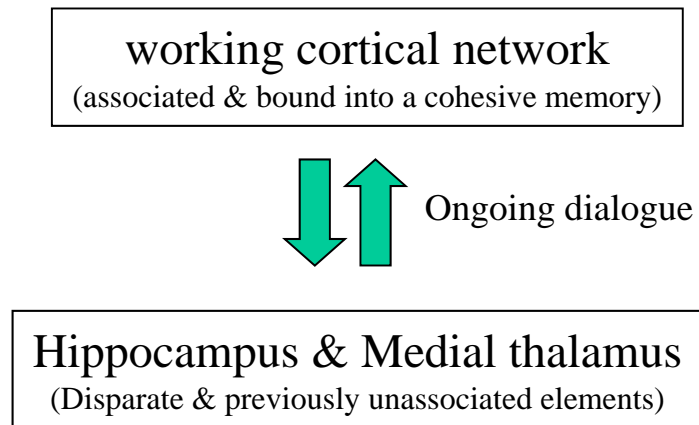 working cortical network
(associated & bound into a cohesive memory)
Ongoing dialogue
Hippocampus & Medial thalamus
(Disparate & previously unassociated elements)